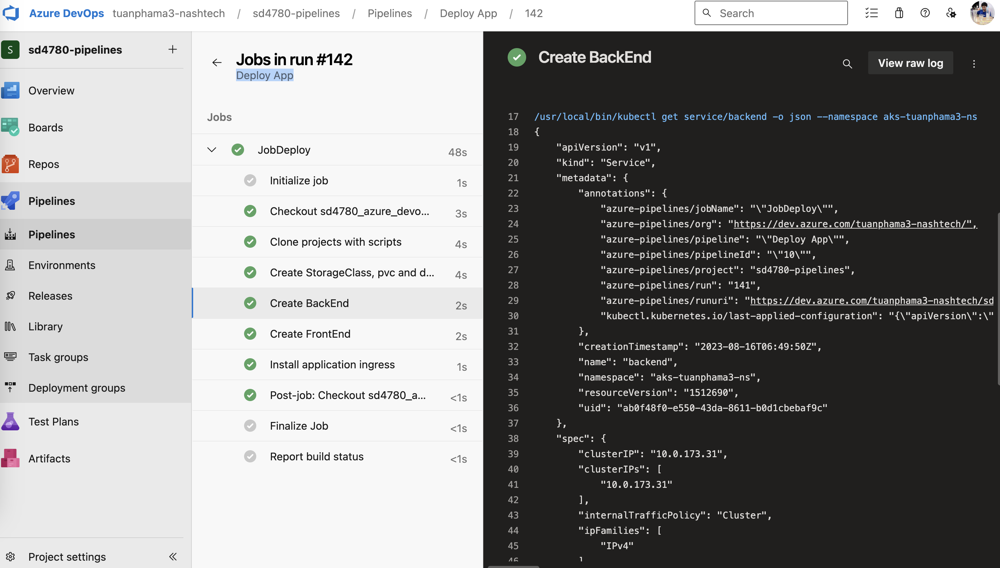 Azure DevOps tuanphama3-nashtech / sd4780-pipelines / Pipelines / Deploy App / 142
Search
S sd4780-pipelines +
Overview
Boards
Repos
Pipelines
Pipelines
Environments
Releases
Library
Task groups
Deployment groups
Test Plans
Artifacts
Project settings
Jobs in run #142
Deploy App
Jobs
JobDeploy 48s
Initialize job 1s
Checkout sd4780_azure_devo... 3s
Clone projects with scripts 4s
Create StorageClass, pvc and d... 4s
Create BackEnd 2s
Create FrontEnd 2s
Install application ingress 1s
Post-job: Checkout sd4780_a... <1s
Finalize Job <1s
Report build status <1s
Create BackEnd
View raw log
17 /usr/local/bin/kubectl get service/backend -o json --namespace aks-tuanphama3-ns
18 {
19 "apiVersion": "v1",
20 "kind": "Service",
21 "metadata": {
22 "annotations": {
23 "azure-pipelines/jobName": "\"JobDeploy\"",
24 "azure-pipelines/org": "https://dev.azure.com/tuanphama3-nashtech/",
25 "azure-pipelines/pipeline": "\"Deploy App\"",
26 "azure-pipelines/pipelineId": "\"10\"",
27 "azure-pipelines/project": "sd4780-pipelines",
28 "azure-pipelines/run": "141",
29 "azure-pipelines/runuri": "https://dev.azure.com/tuanphama3-nashtech/sd
30 "kubectl.kubernetes.io/last-applied-configuration": "{\"apiVersion\":\"
31 },
32 "creationTimestamp": "2023-08-16T06:49:50Z",
33 "name": "backend",
34 "namespace": "aks-tuanphama3-ns",
35 "resourceVersion": "1512690",
36 "uid": "ab0f48f0-e550-43da-8611-b0d1cbebaf9c"
37 },
38 "spec": {
39 "clusterIP": "10.0.173.31",
40 "clusterIPs": [
41 "10.0.173.31"
42 ],
43 "internalTrafficPolicy": "Cluster",
44 "ipFamilies": [
45 "IPv4"
46 ]